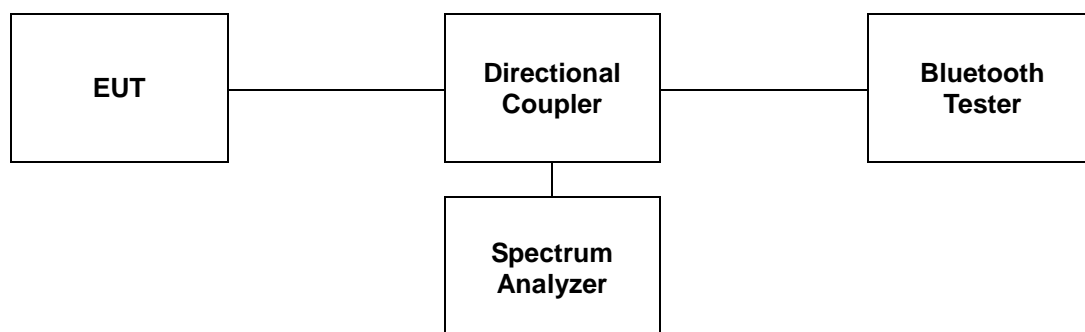 EUT
Directional
Coupler
Bluetooth
Tester
Spectrum
Analyzer